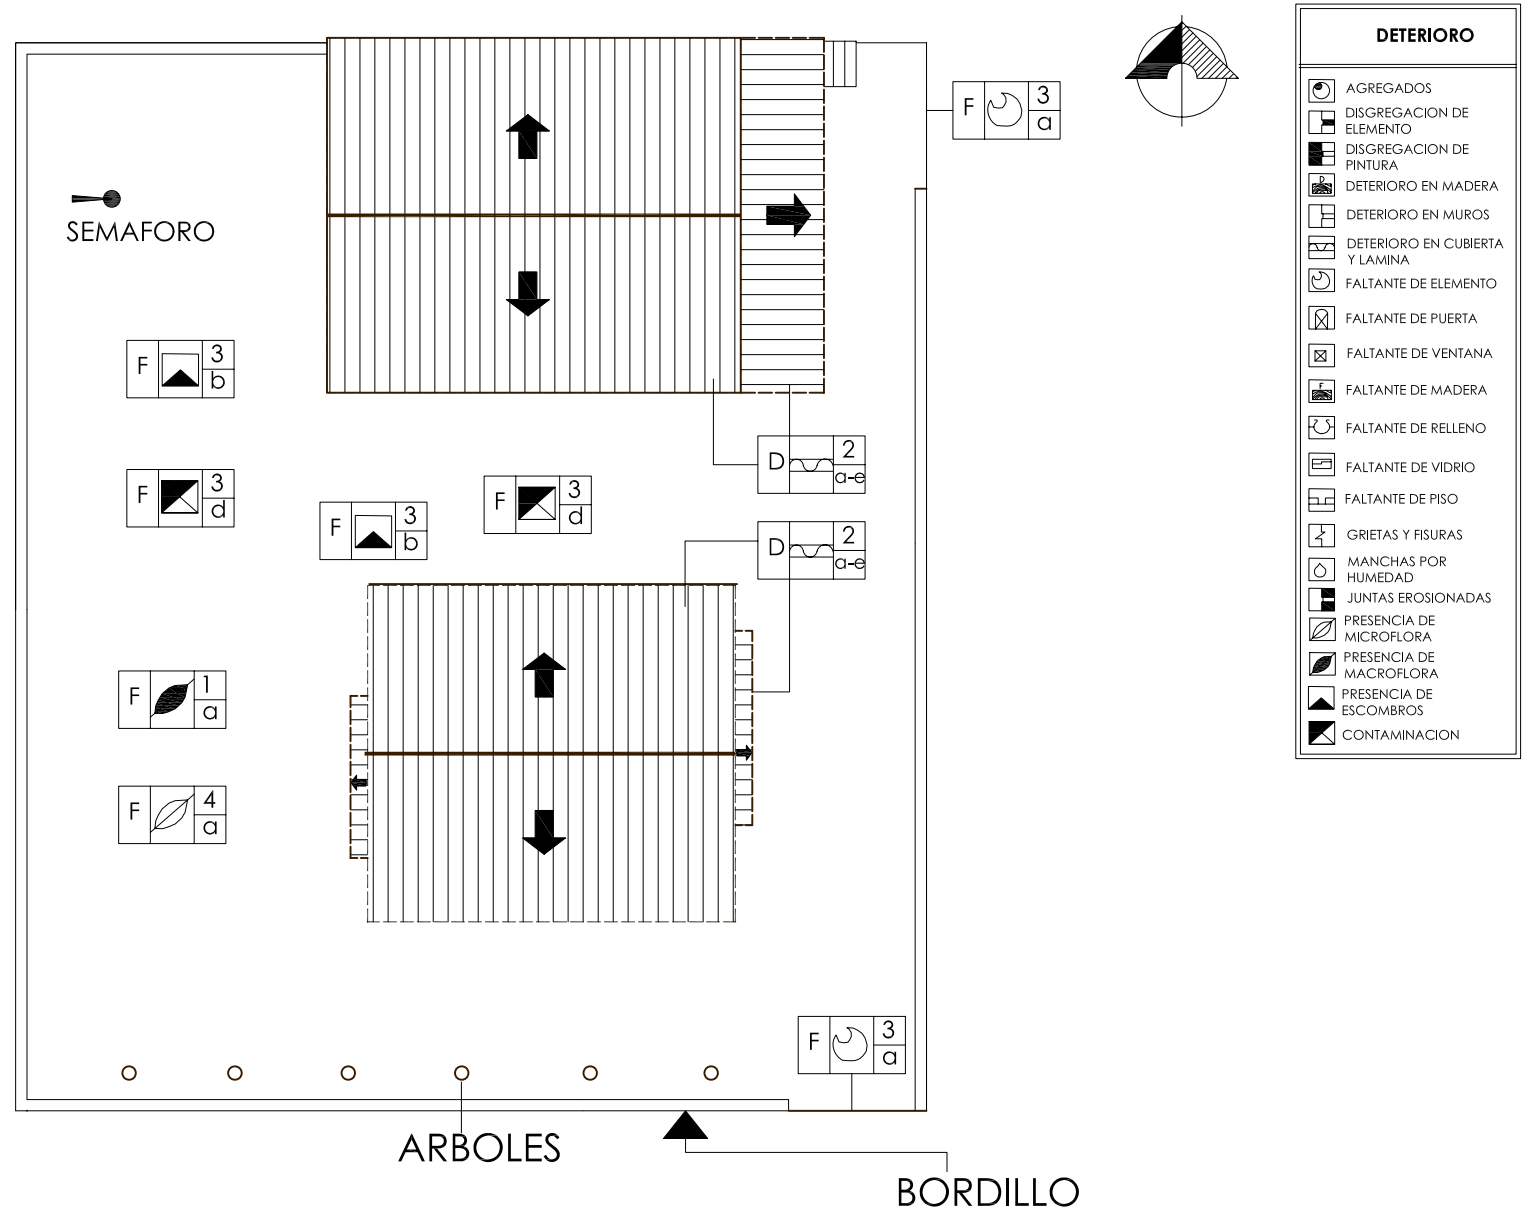 DETERIORO
AGREGADOS
DISGREGACION DE
ELEMENTO
DISGREGACION DE
PINTURA
D
DETERIORO EN MADERA
DETERIORO EN MUROS
DETERIORO EN CUBIERTA
Y LAMINA
FALTANTE DE ELEMENTO
FALTANTE DE PUERTA
FALTANTE DE VENTANA
F
FALTANTE DE MADERA
FALTANTE DE RELLENO
FALTANTE DE VIDRIO
FALTANTE DE PISO
GRIETAS Y FISURAS
MANCHAS POR
HUMEDAD
JUNTAS EROSIONADAS
PRESENCIA DE
MICROFLORA
PRESENCIA DE
MACROFLORA
PRESENCIA DE
ESCOMBROS
CONTAMINACION
F 3
a
SEMAFORO
F 3
b
D 2
a-e
F 3
d
F 3
d
F 3
b
D 2
a-e
F 1
a
F 4
a
F 3
a
ARBOLES
BORDILLO